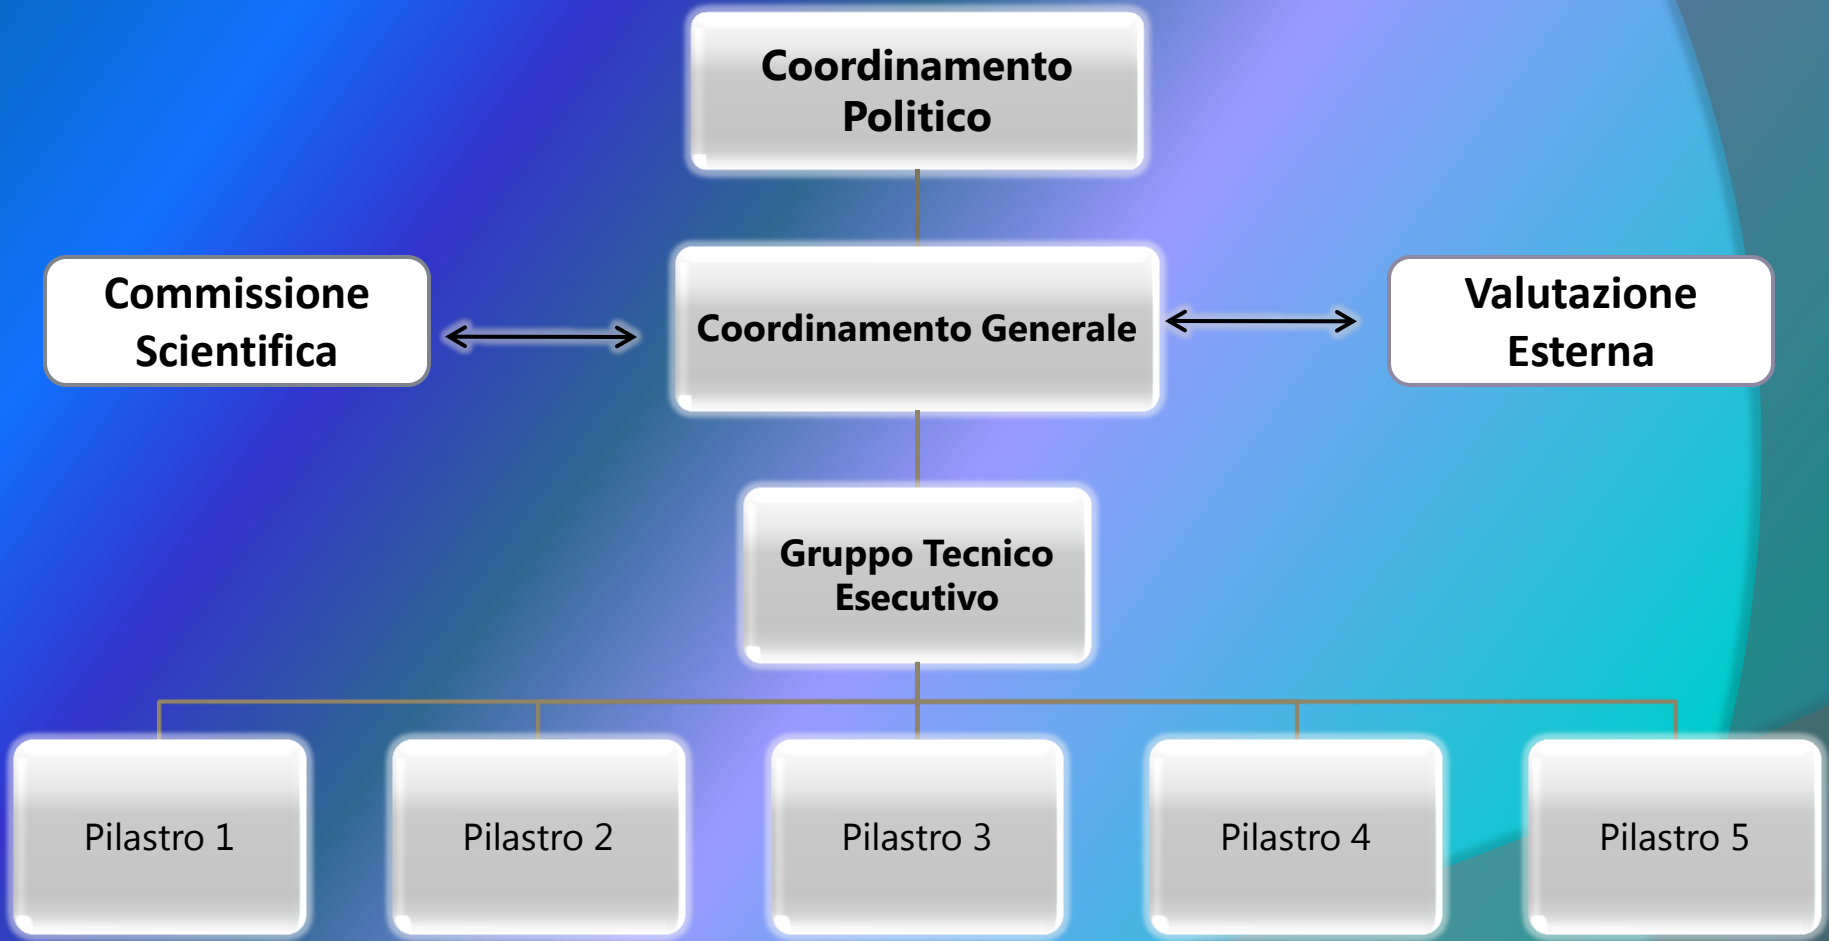 Coordinamento
Politico
Commissione
Scientifica
Coordinamento Generale
Valutazione
Esterna
Gruppo Tecnico
Esecutivo
Pilastro 1
Pilastro 2
Pilastro 3
Pilastro 4
Pilastro 5